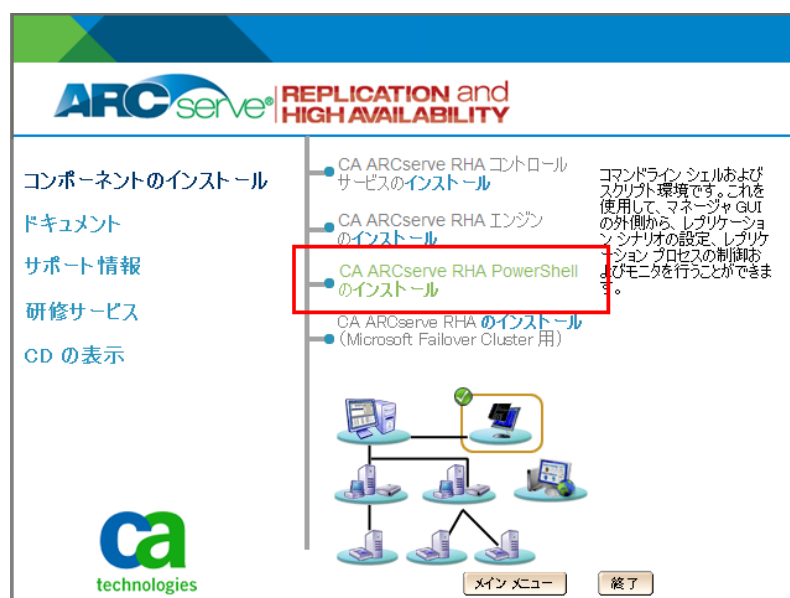 ARCserve® REPLICATION and
HIGH AVAILABILITY
コンポーネントのインストール
ドキュメント
サポート情報
研修サービス
CD の表示
CA ARCserve RHA コントロール
サービスのインストール
CA ARCserve RHA エンジン
のインストール
CA ARCserve RHA PowerShell
のインストール
CA ARCserve RHA のインストール
(Microsoft Failover Cluster 用)
コマンドライン シェルおよび
スクリプト環境です。これを
使用して、マネージャ GUI
の外側から、レプリケーショ
ン シナリオの設定、レプリケ
ーション プロセスの制御お
よびモニタを行うことができま
す。
ca
technologies
メイン メニュー
終了